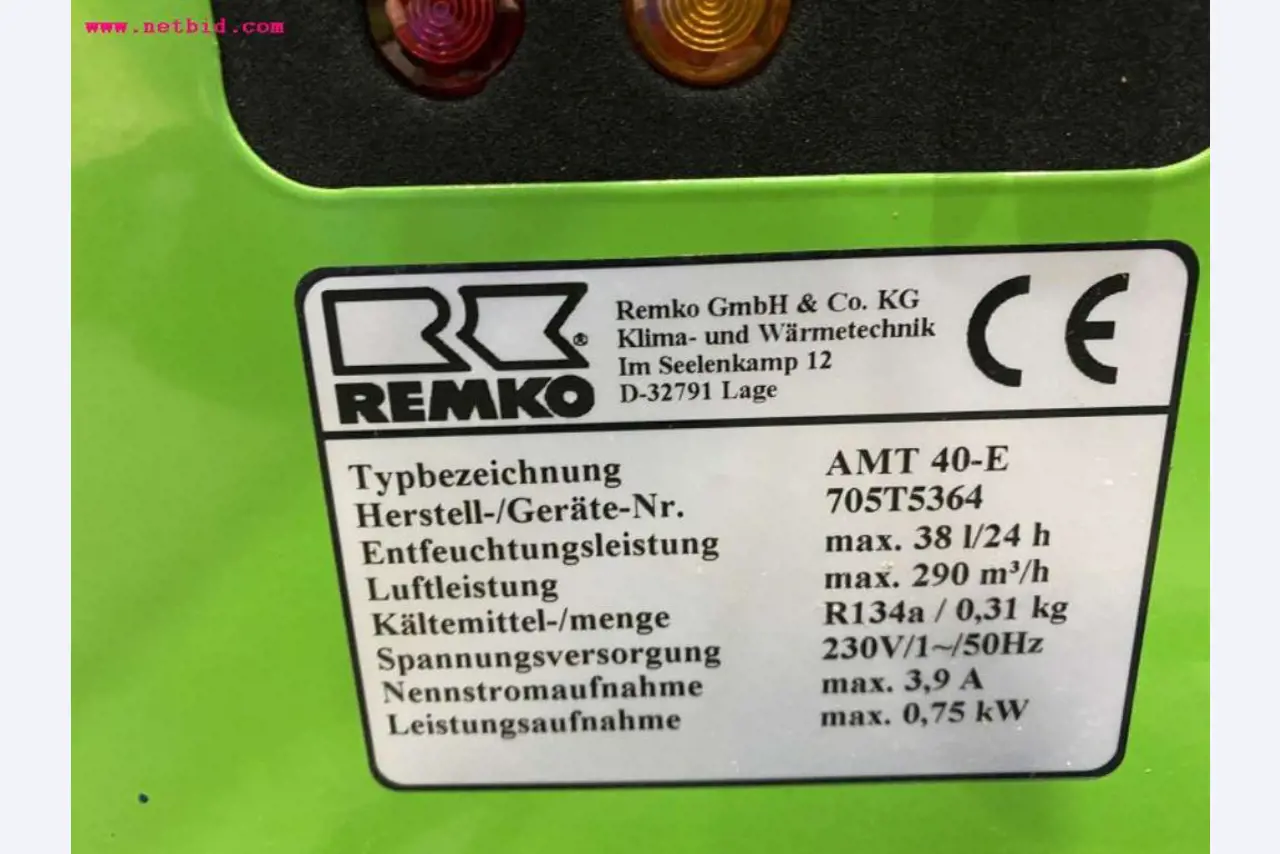 www.netbid.com
Remko GmbH & Co. KG
Klima- und Wärmetechnik
Im Seelenkamp 12
D-32791 Lage
®
REMKO
CE
Typbezeichnung AMT 40-E
Herstell-/Geräte-Nr. 705T5364
Entfeuchtungsleistung max. 38 l/24 h
Luftleistung max. 290 m³/h
Kältemittel-/menge R134a / 0,31 kg
Spannungsversorgung 230V/1~/50Hz
Nennstromaufnahme max. 3,9 A
Leistungsaufnahme max. 0,75 kW